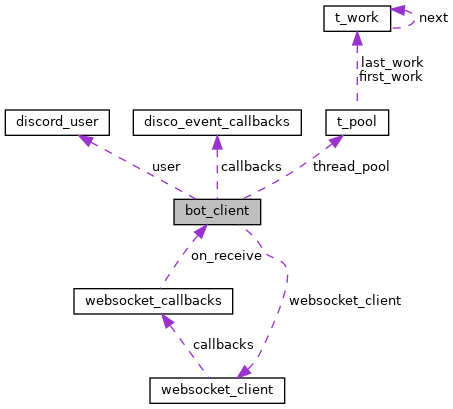 t_work
next
last_work
first_work
discord_user
disco_event_callbacks
t_pool
user
callbacks
thread_pool
bot_client
on_receive
websocket_callbacks
websocket_client
callbacks
websocket_client